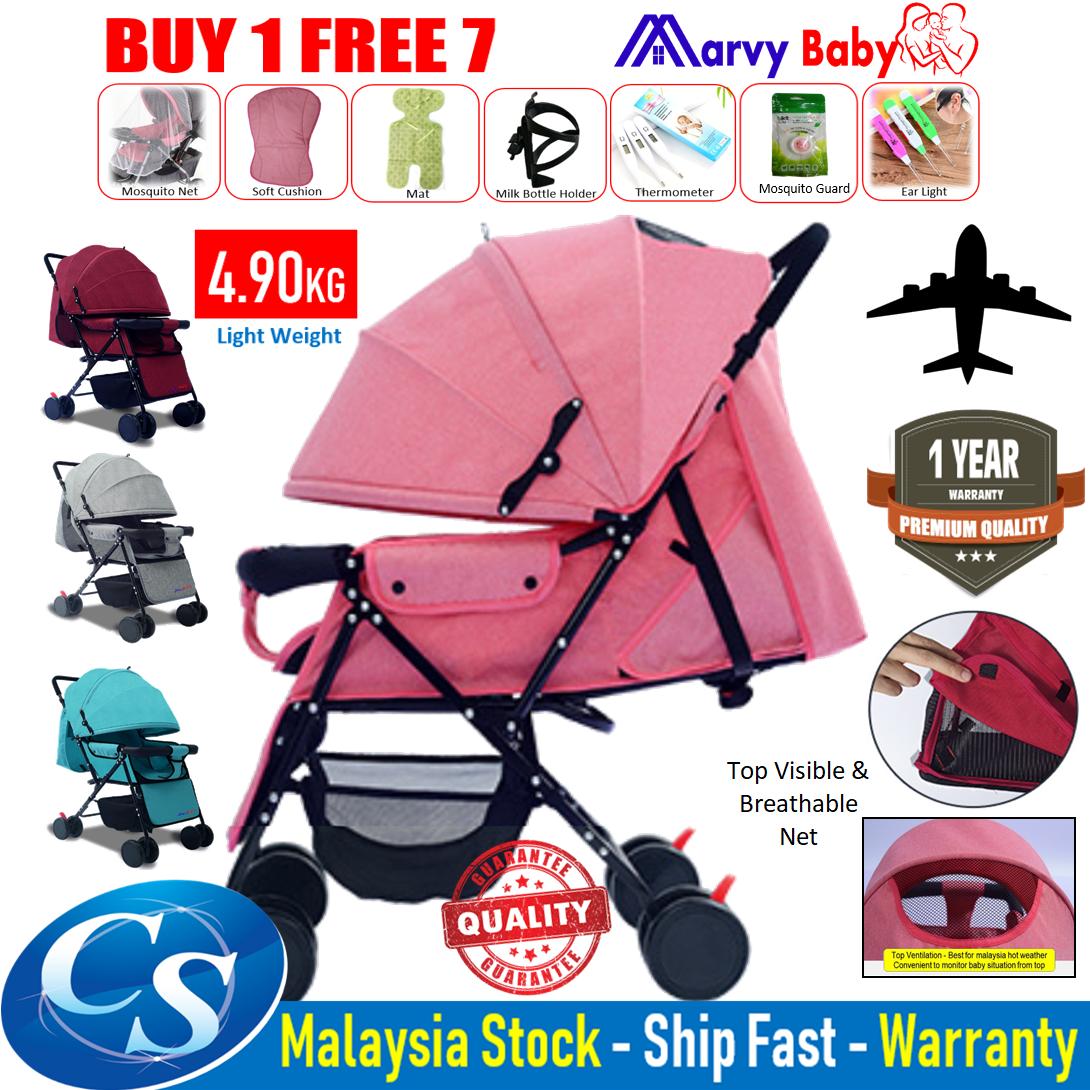 BUY 1 FREE 7
Marvy Baby
Mosquito Net
Soft Cushion
Mat
Milk Bottle Holder
Thermometer
Mosquito Guard
Ear Light
4.90KG
Light Weight
1 YEAR
WARRANTY
PREMIUM QUALITY
Top Visible &
Breathable
Net
Top Ventilation - Best for malaysia hot weather
Convenient to monitor baby situation from top
GUARANTEE
QUALITY
GUARANTEE
CS
Malaysia Stock - Ship Fast - Warranty